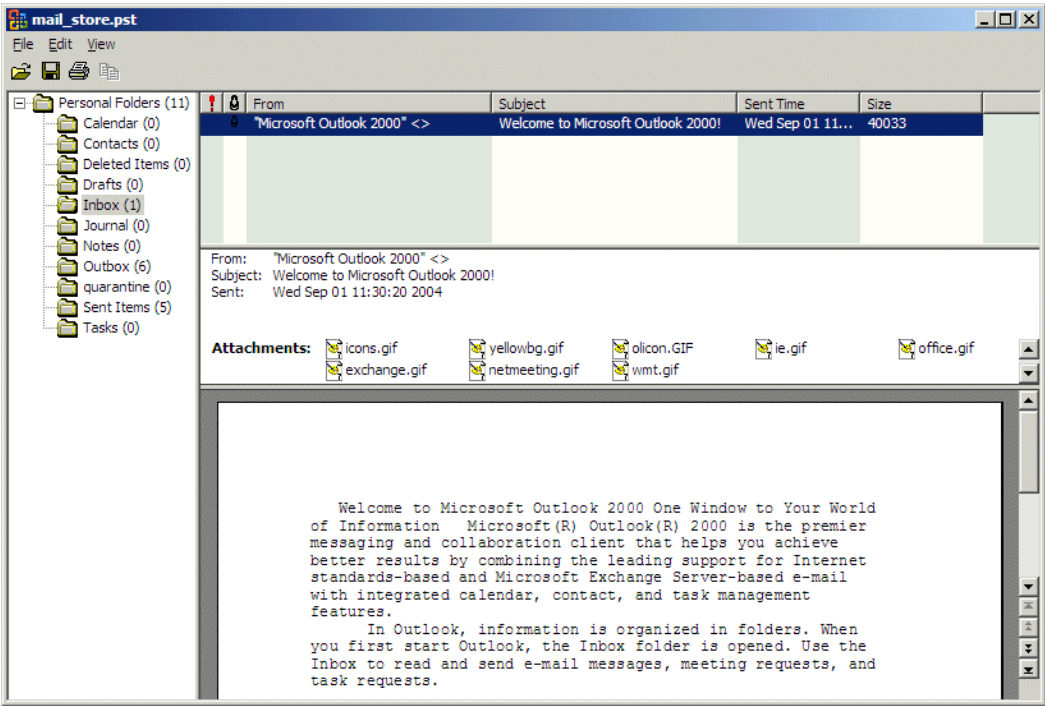 mail_store.pst
File Edit View
Personal Folders (11)
Calendar (0)
Contacts (0)
Deleted Items (0)
Drafts (0)
Inbox (1)
Journal (0)
Notes (0)
Outbox (6)
quarantine (0)
Sent Items (5)
Tasks (0)
From Subject Sent Time Size
"Microsoft Outlook 2000" <> Welcome to Microsoft Outlook 2000! Wed Sep 01 11... 40033
From: "Microsoft Outlook 2000" <>
Subject: Welcome to Microsoft Outlook 2000!
Sent: Wed Sep 01 11:30:20 2004
Attachments: icons.gif yellowbg.gif olicon.GIF ie.gif office.gif
exchange.gif netmeeting.gif wmt.gif
Welcome to Microsoft Outlook 2000 One Window to Your World
of Information Microsoft(R) Outlook(R) 2000 is the premier
messaging and collaboration client that helps you achieve
better results by combining the leading support for Internet
standards-based and Microsoft Exchange Server-based e-mail
with integrated calendar, contact, and task management
features.
In Outlook, information is organized in folders. When
you first start Outlook, the Inbox folder is opened. Use the
Inbox to read and send e-mail messages, meeting requests, and
task requests.